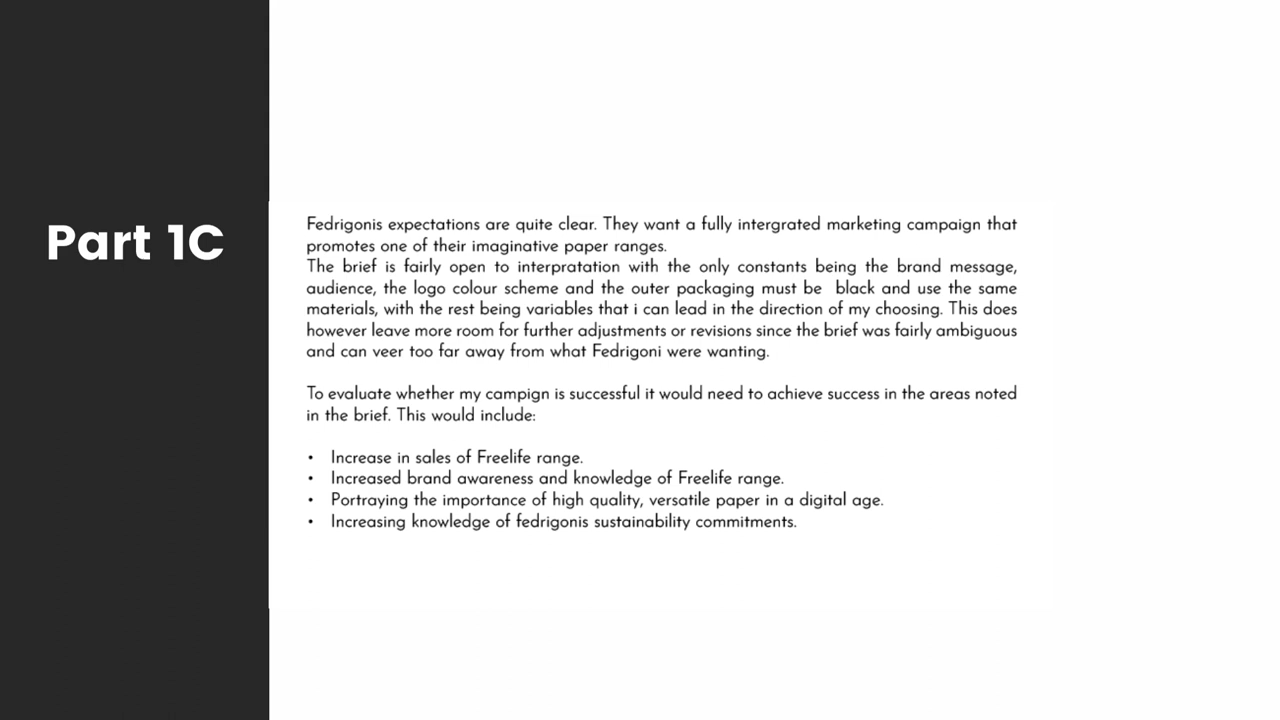 Part 1C
Fedrigonis expectations are quite clear. They want a fully intergrated marketing campaign that
promotes one of their imaginative paper ranges.
The brief is fairly open to interpratation with the only constants being the brand message,
audience, the logo colour scheme and the outer packaging must be  black and use the same
materials, with the rest being variables that i can lead in the direction of my choosing. This does
however leave more room for further adjustments or revisions since the brief was fairly ambiguous
and can veer too far away from what Fedrigoni were wanting.
To evaluate whether my campign is successful it would need to achieve success in the areas noted
in the brief. This would include:
• Increase in sales of Freelife range.
• Increased brand awareness and knowledge of Freelife range.
• Portraying the importance of high quality, versatile paper in a digital age.
• Increasing knowledge of fedrigonis sustainability commitments.